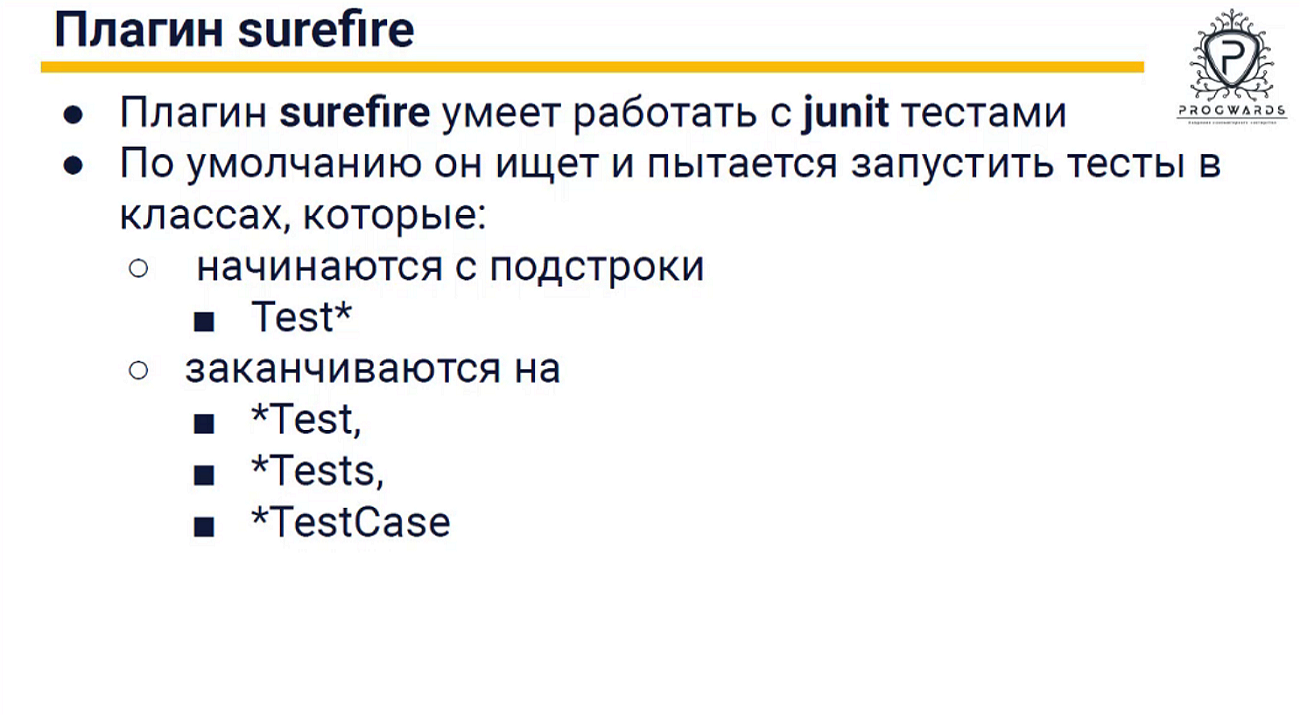 Плагин surefire
PROGWARDS
● Плагин surefire умеет работать с junit тестами
● По умолчанию он ищет и пытается запустить тесты в
классах, которые:
○ начинаются с подстроки
■ Test*
○ заканчиваются на
■ *Test,
■ *Tests,
■ *TestCase